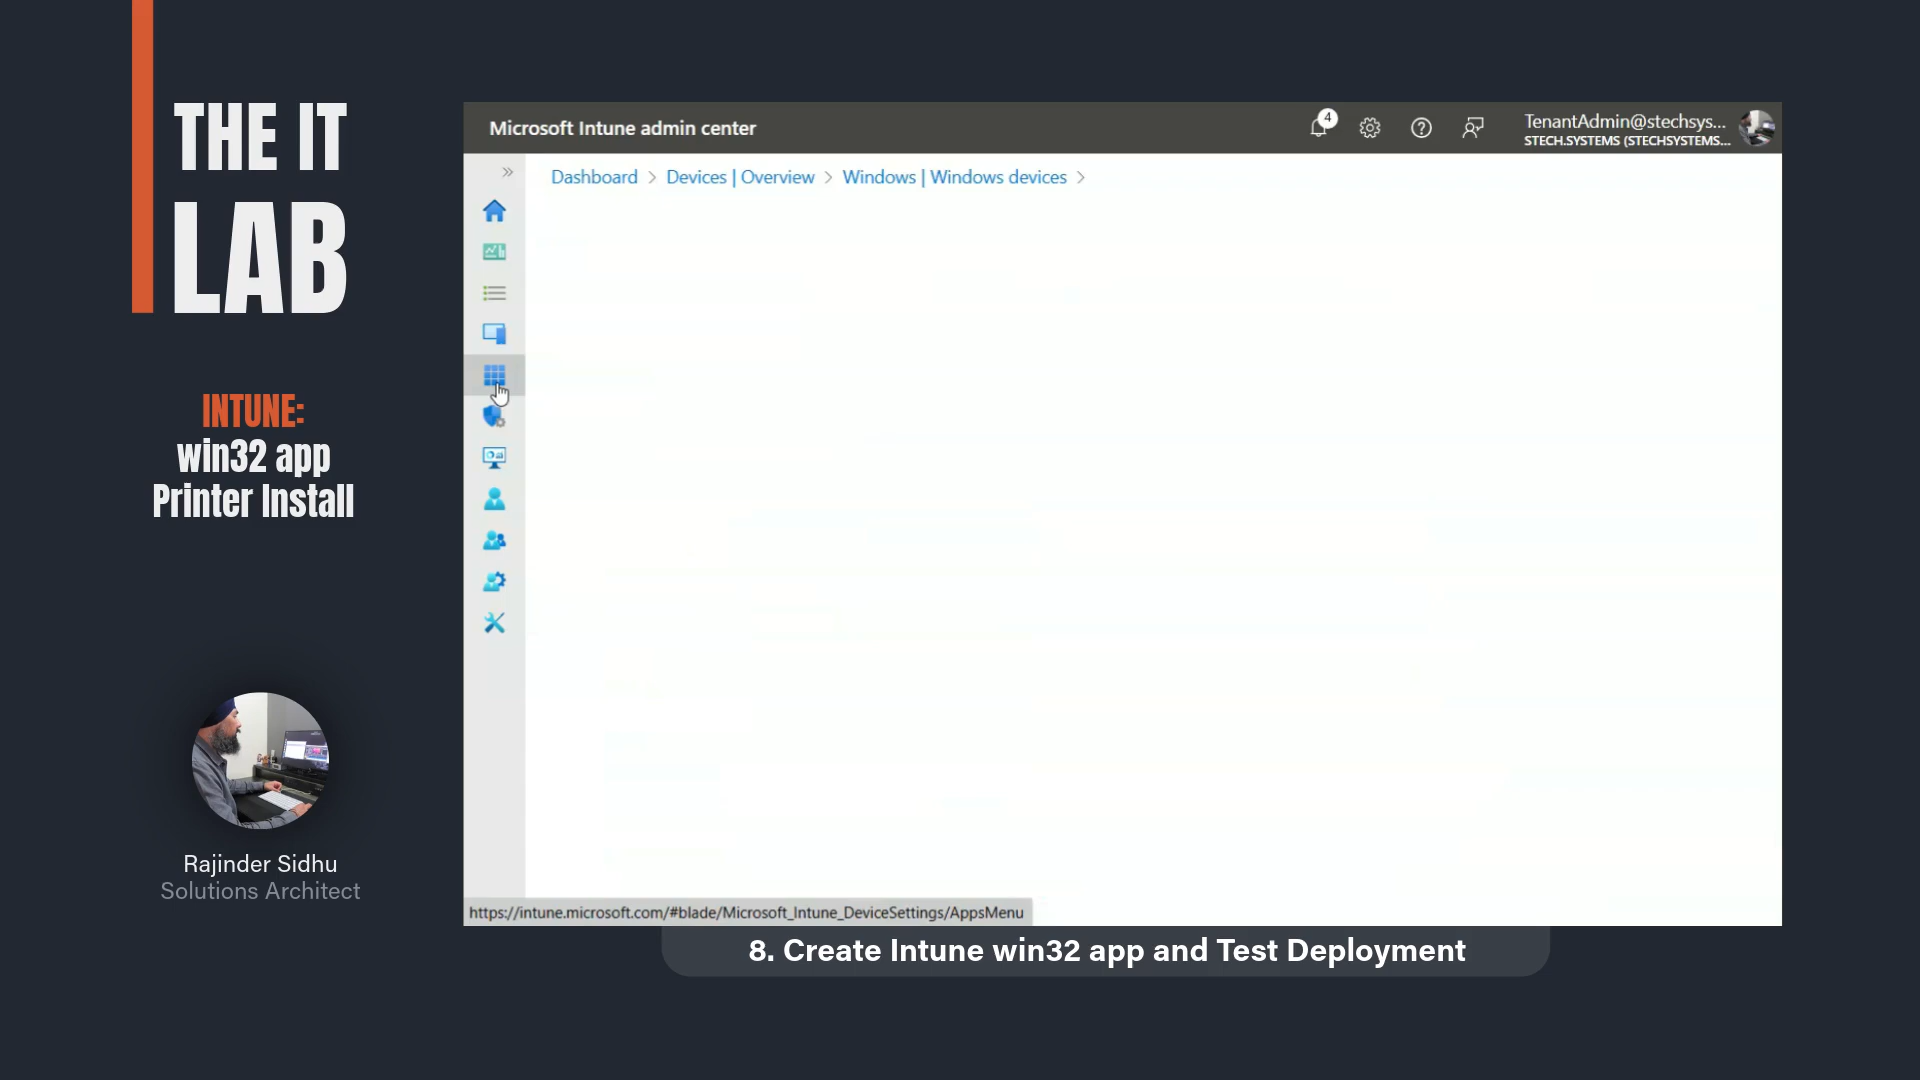 THE IT
LAB
INTUNE:
win32 app
Printer Install
Rajinder Sidhu
Solutions Architect
Microsoft Intune admin center
4
TenantAdmin@stechsys...
STECH.SYSTEMS (STECHSYSTEMS...
Dashboard > Devices | Overview > Windows | Windows devices >
https://intune.microsoft.com/#blade/Microsoft_Intune_DeviceSettings/AppsMenu
8. Create Intune win32 app and Test Deployment